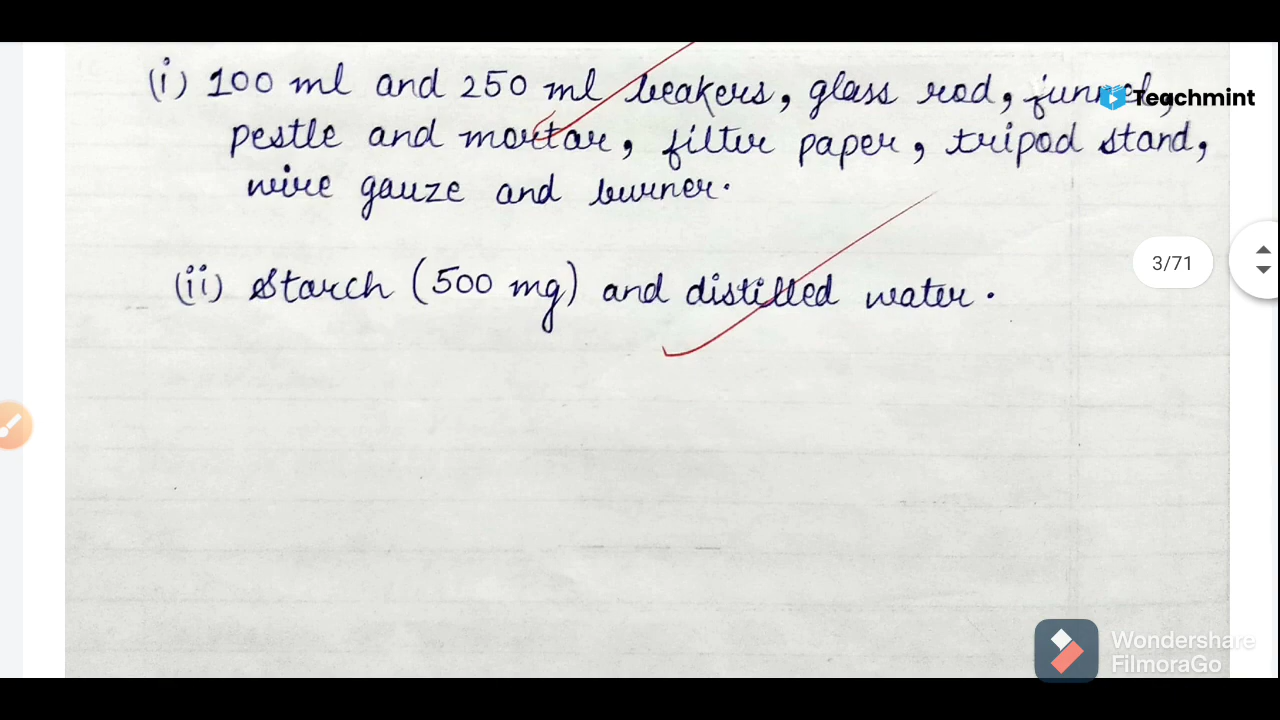 (i) 100 ml and 250 ml beakers, glass rod, funnel,
Teachmint
pestle and mortar, filter paper, tripod stand,
wire gauze and burner.
3/71
(ii) Starch (500 mg) and distilled water.
Wondershare
FilmoraGo